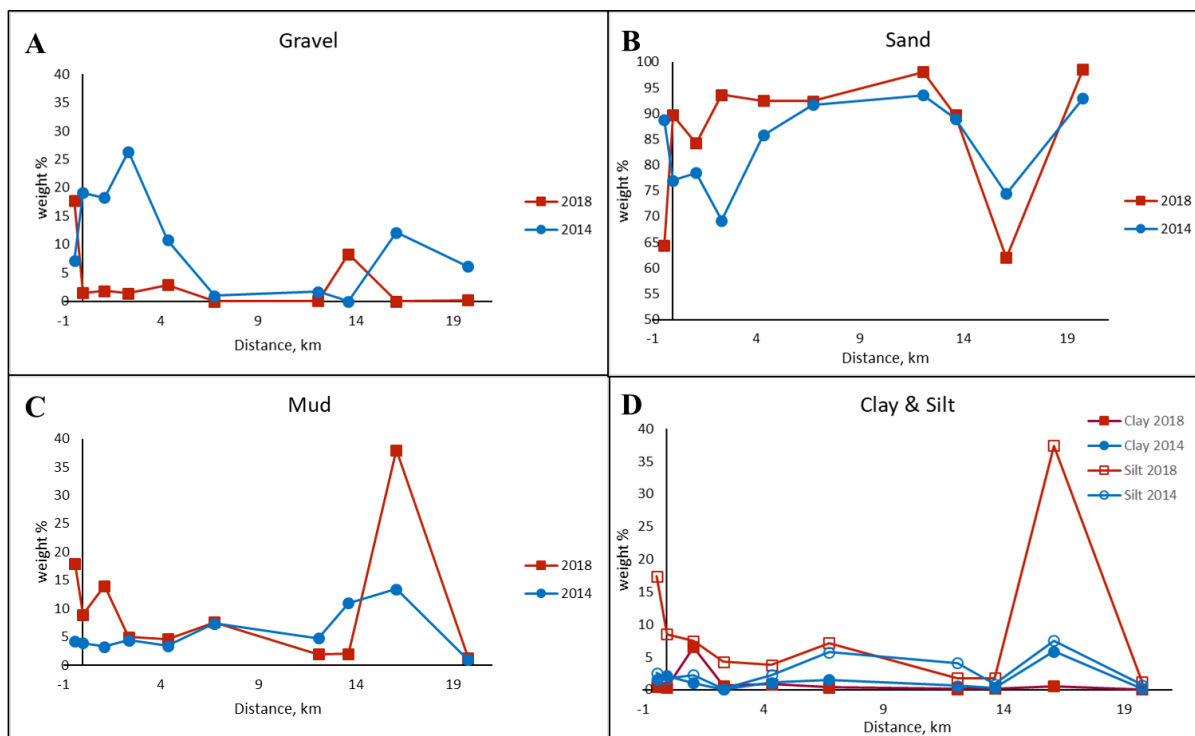 A
Gravel
40
35
30
25
20
15
10
5
0
weight %
-1 4 9 14 19
Distance, km
2018
2014
B
Sand
100
95
90
85
80
75
70
65
60
55
50
weight %
-1 4 9 14 19
Distance, km
2018
2014
C
Mud
40
35
30
25
20
15
10
5
0
weight %
-1 4 9 14 19
Distance, km
2018
2014
D
Clay & Silt
40
35
30
25
20
15
10
5
0
weight %
-1 4 9 14 19
Distance, km
Clay 2018
Clay 2014
Silt 2018
Silt 2014